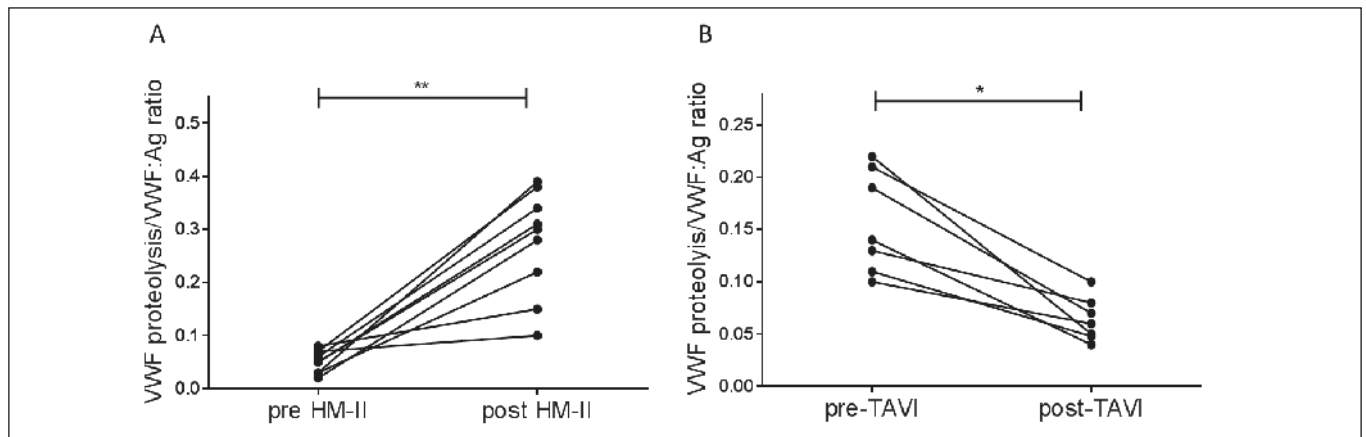 A
VWF proteolysis/VWF:Ag ratio
**
0.5
0.4
0.3
0.2
0.1
0.0
pre HM-II
post HM-II
B
VWF proteolyis/VWF:Ag ratio
*
0.25
0.20
0.15
0.10
0.05
0.00
pre-TAVI
post-TAVI